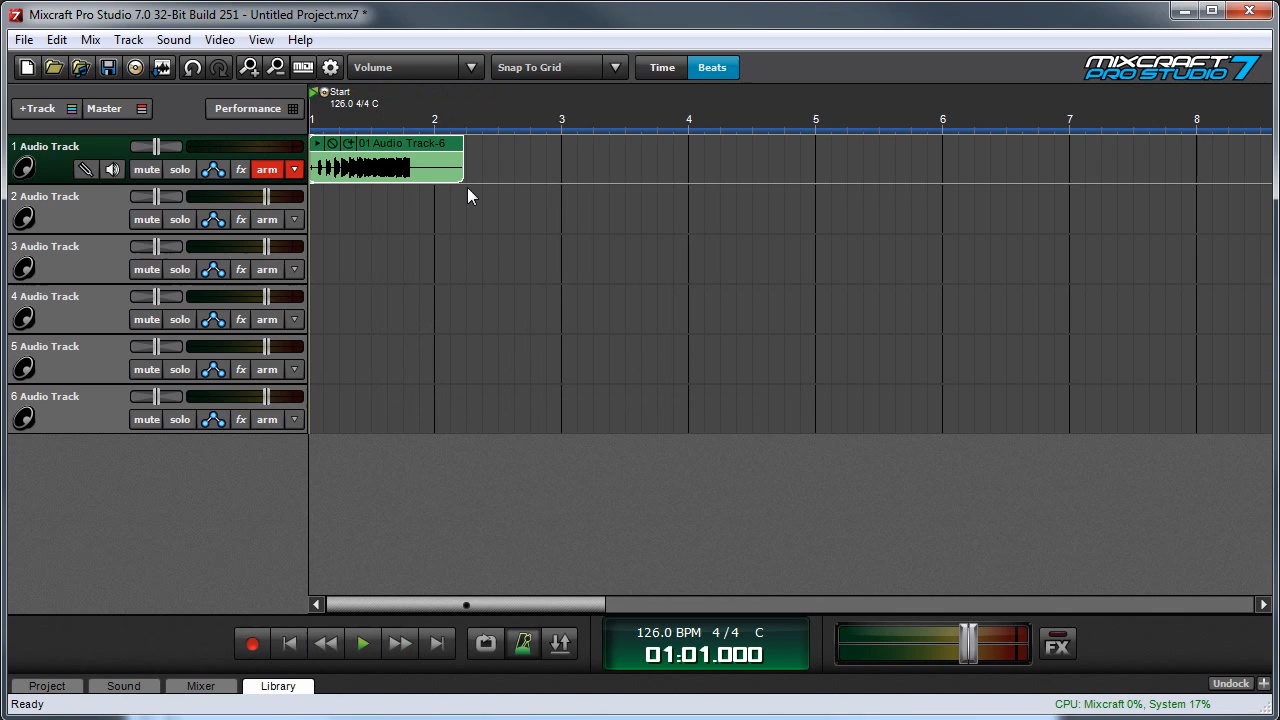 Mixcraft Pro Studio 7.0 32-Bit Build 251 - Untitled Project.mx7 *
File Edit Mix Track Sound Video View Help
Volume Snap To Grid Time Beats
MIXCRAFT
PRO STUDIO 7
+Track Master Performance
Start
126.0 4/4 C
1 2 3 4 5 6 7 8
1 Audio Track
01 Audio Track-6
mute solo fx arm
2 Audio Track
mute solo fx arm
3 Audio Track
mute solo fx arm
4 Audio Track
mute solo fx arm
5 Audio Track
mute solo fx arm
6 Audio Track
mute solo fx arm
126.0 BPM 4 / 4 C
01:01.000
FX
Project Sound Mixer Library
Undock
Ready
CPU: Mixcraft 0%, System 17%